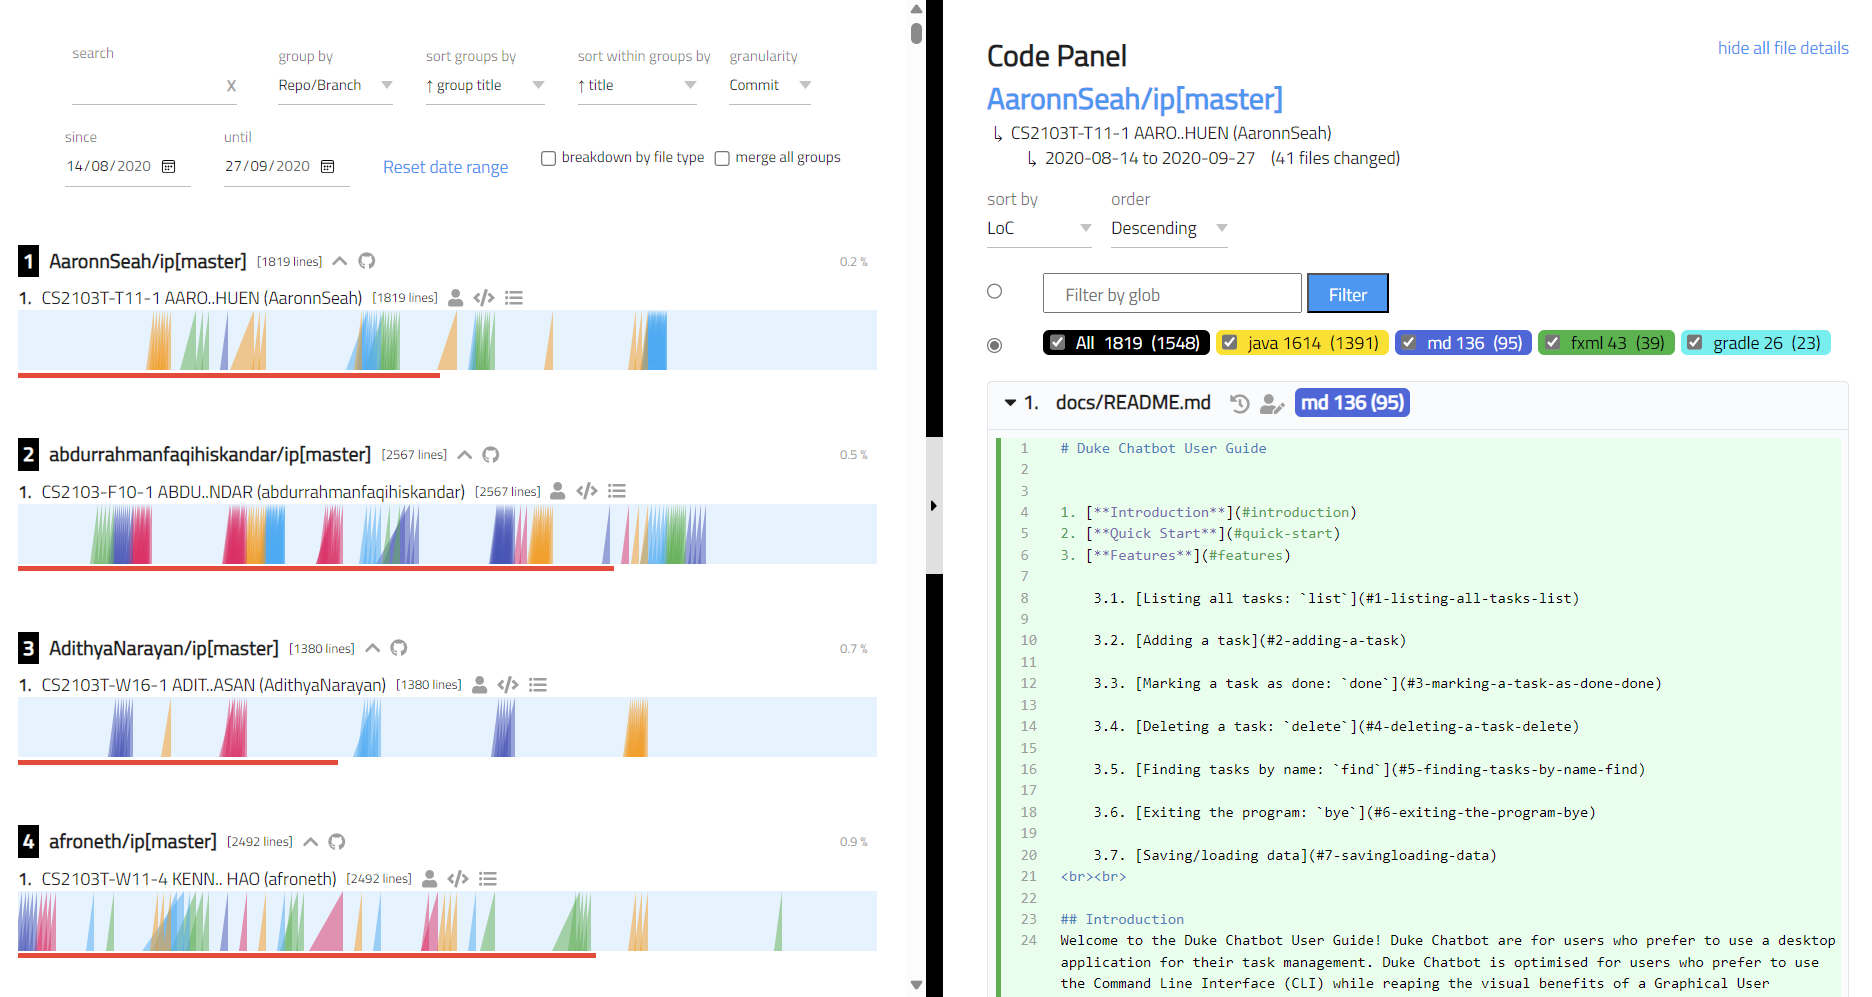 search
X
group by
Repo/Branch
sort groups by
↑ group title
sort within groups by
↑ title
granularity
Commit
since
14/08/2020
until
27/09/2020
Reset date range
breakdown by file type
merge all groups
1 AaronnSeah/ip[master] [1819 lines] 0.2 %
1. CS2103T-T11-1 AARO..HUEN (AaronnSeah) [1819 lines] </>
2 abdurrahmanfaqihiskandar/ip[master] [2567 lines] 0.5 %
1. CS2103-F10-1 ABDU..NDAR (abdurrahmanfaqihiskandar) [2567 lines] </>
3 AdithyaNarayan/ip[master] [1380 lines] 0.7 %
1. CS2103T-W16-1 ADIT..ASAN (AdithyaNarayan) [1380 lines] </>
4 afroneth/ip[master] [2492 lines] 0.9 %
1. CS2103T-W11-4 KENN.. HAO (afroneth) [2492 lines] </>
Code Panel
hide all file details
AaronnSeah/ip[master]
↳ CS2103T-T11-1 AARO..HUEN (AaronnSeah)
↳ 2020-08-14 to 2020-09-27 (41 files changed)
sort by
LoC
order
Descending
Filter by glob
Filter
All 1819 (1548)
java 1614 (1391)
md 136 (95)
fxml 43 (39)
gradle 26 (23)
1. docs/README.md md 136 (95)
1 # Duke Chatbot User Guide
2
3
4 1. [**Introduction**](#introduction)
5 2. [**Quick Start**](#quick-start)
6 3. [**Features**](#features)
7
8 3.1. [Listing all tasks: `list`](#1-listing-all-tasks-list)
9
10 3.2. [Adding a task](#2-adding-a-task)
11
12 3.3. [Marking a task as done: `done`](#3-marking-a-task-as-done-done)
13
14 3.4. [Deleting a task: `delete`](#4-deleting-a-task-delete)
15
16 3.5. [Finding tasks by name: `find`](#5-finding-tasks-by-name-find)
17
18 3.6. [Exiting the program: `bye`](#6-exiting-the-program-bye)
19
20 3.7. [Saving/loading data](#7-savingloading-data)
21 <br><br>
22
23 ## Introduction
24 Welcome to the Duke Chatbot User Guide! Duke Chatbot are for users who prefer to use a desktop
application for their task management. Duke Chatbot is optimised for users who prefer to use
the Command Line Interface (CLI) while reaping the visual benefits of a Graphical User